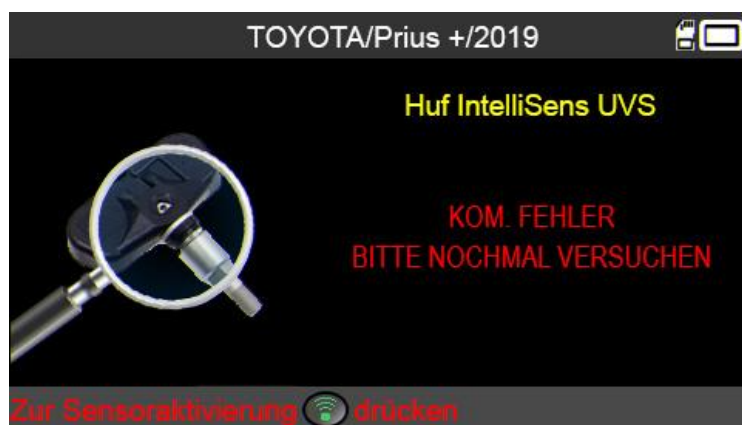 TOYOTA/Prius +/2019
Huf IntelliSens UVS
KOM. FEHLER
BITTE NOCHMAL VERSUCHEN
Zur Sensoraktivierung drücken